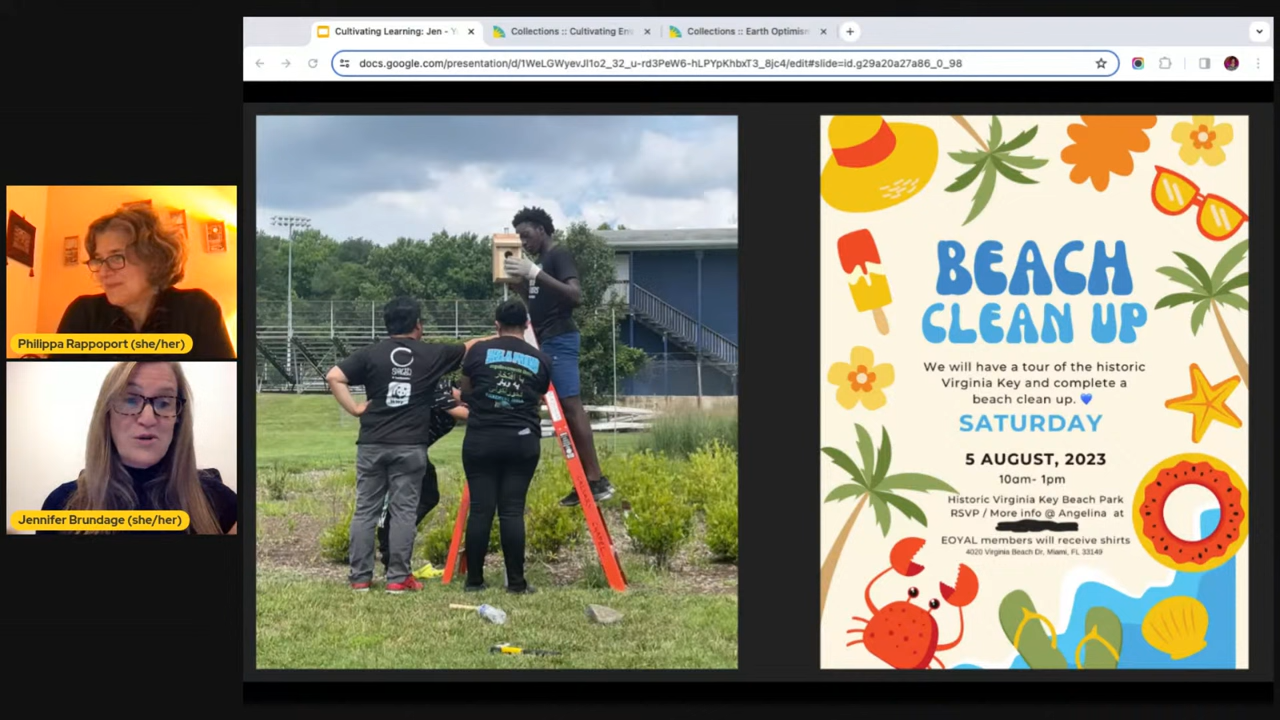 Cultivating Learning: Jen - Y
Collections :: Cultivating Env
Collections :: Earth Optimism
docs.google.com/presentation/d/1WeLGWyevJl1o2_32_u-rd3PeW6-hLPYpKhbxT3_8jc4/edit#slide=id.g29a20a27a86_0_98
Philippa Rappoport (she/her)
Jennifer Brundage (she/her)
BEACH
CLEAN UP
We will have a tour of the historic
Virginia Key and complete a
beach clean up. 💙
SATURDAY
5 AUGUST, 2023
10am- 1pm
Historic Virginia Key Beach Park
RSVP / More info @ Angelina at
EOYAL members will receive shirts
4020 Virginia Beach Dr, Miami, FL 33149